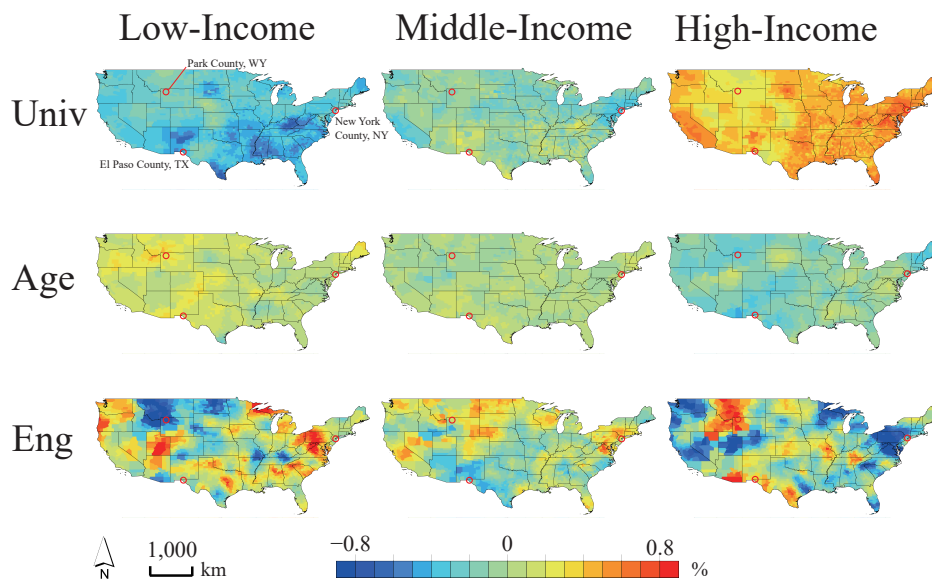 Low-Income Middle-Income High-Income
Park County, WY
Univ
New York
County, NY
El Paso County, TX
Age
Eng
N
1,000
km
−0.8 0 0.8
%